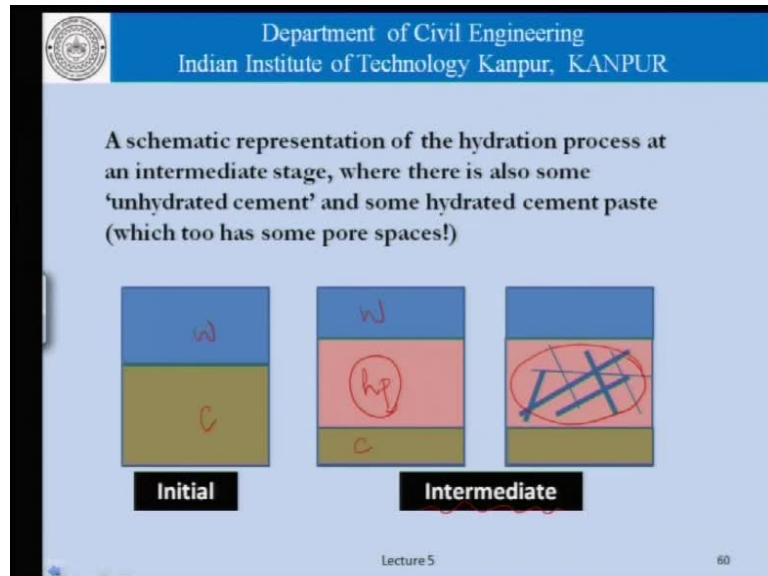 Department of Civil Engineering
Indian Institute of Technology Kanpur, KANPUR
A schematic representation of the hydration process at
an intermediate stage, where there is also some
‘unhydrated cement’ and some hydrated cement paste
(which too has some pore spaces!)
W
W
hp
C
C
Initial
Intermediate
Lecture 5
60